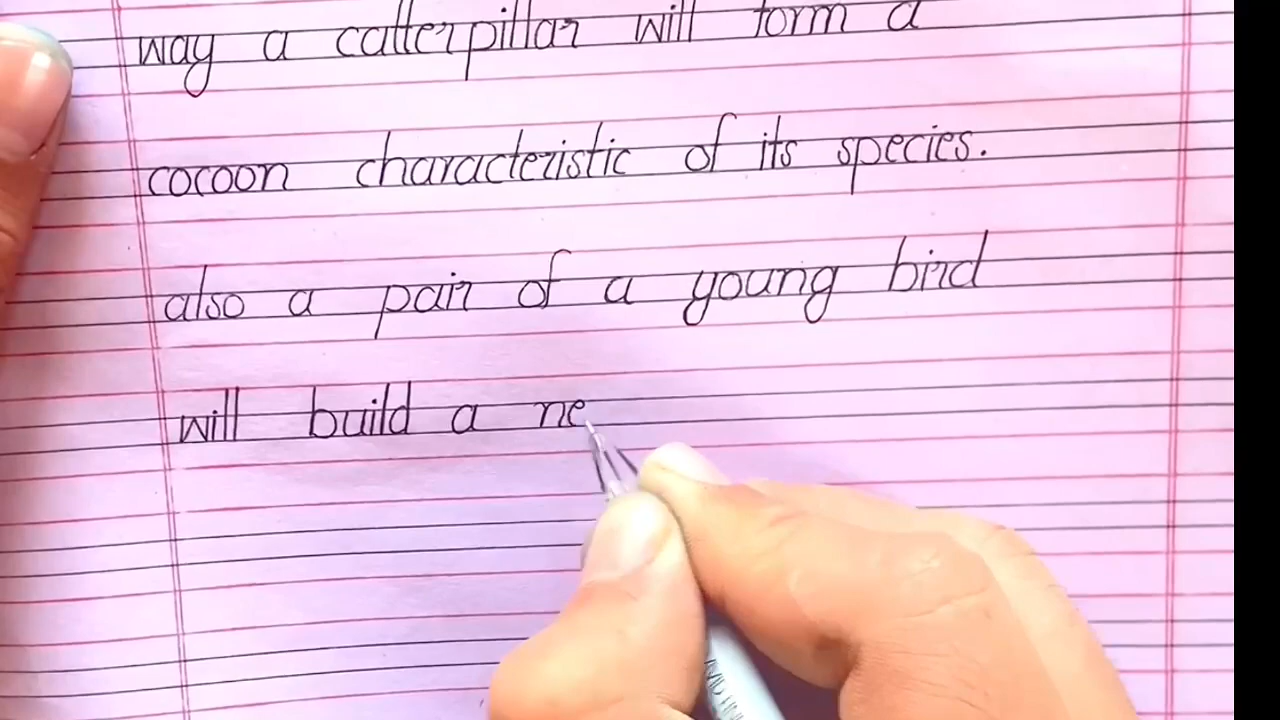 way a catterpillar will form a
cocoon characteristic of its species.
also a pair of a young bird
will build a ne